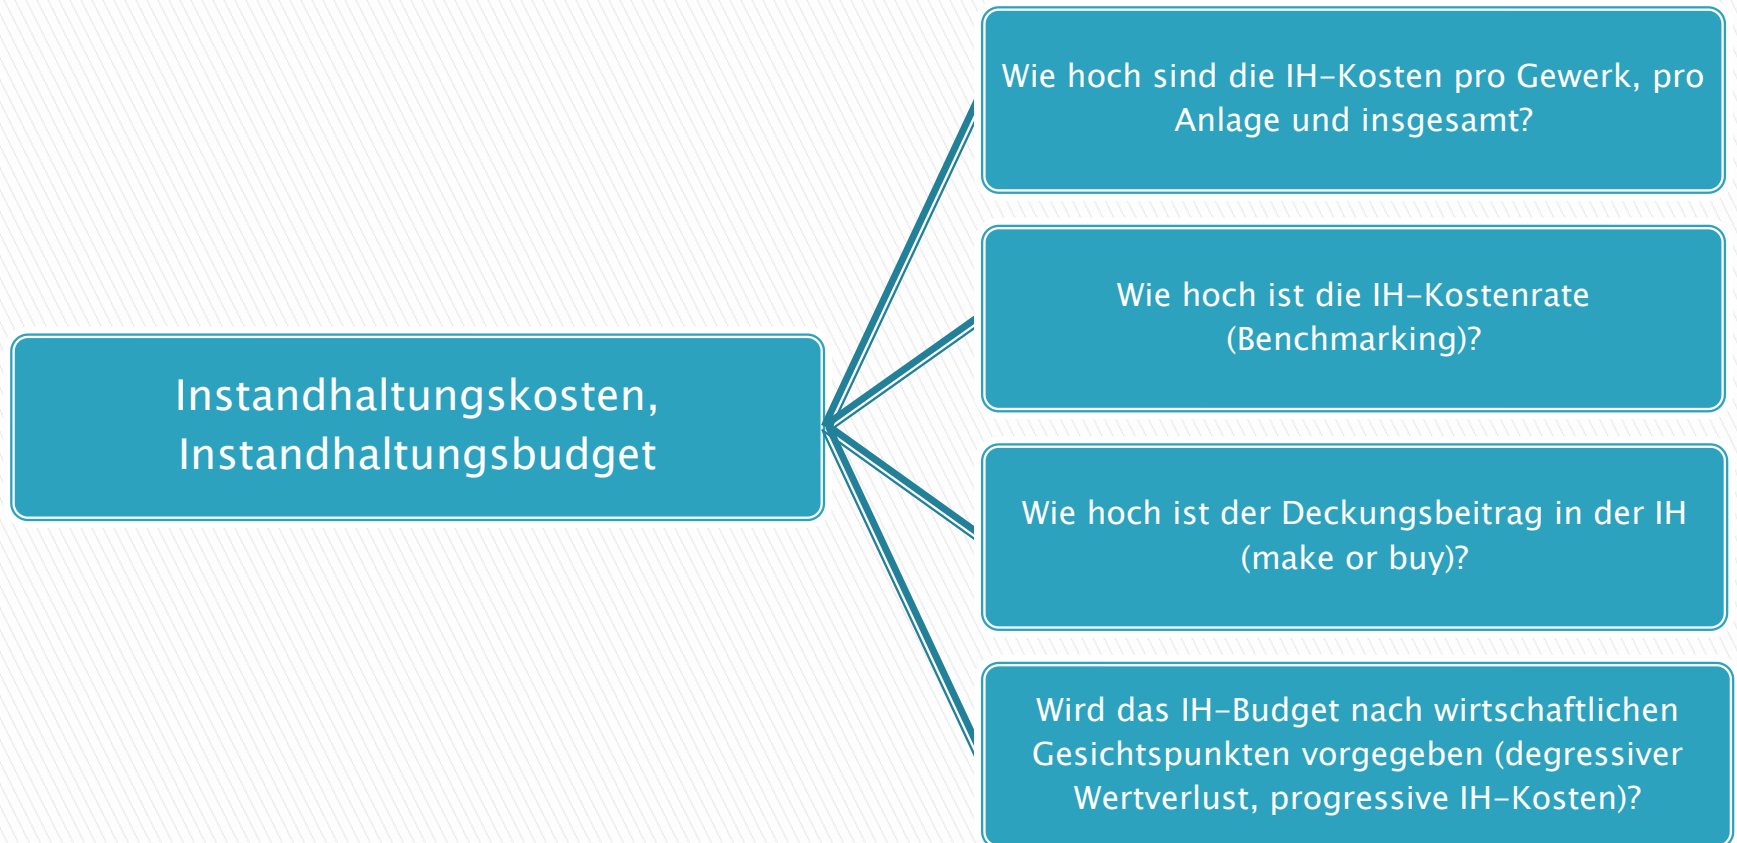 Instandhaltungskosten,
Instandhaltungsbudget
Wie hoch sind die IH-Kosten pro Gewerk, pro
Anlage und insgesamt?
Wie hoch ist die IH-Kostenrate
(Benchmarking)?
Wie hoch ist der Deckungsbeitrag in der IH
(make or buy)?
Wird das IH-Budget nach wirtschaftlichen
Gesichtspunkten vorgegeben (degressiver
Wertverlust, progressive IH-Kosten)?